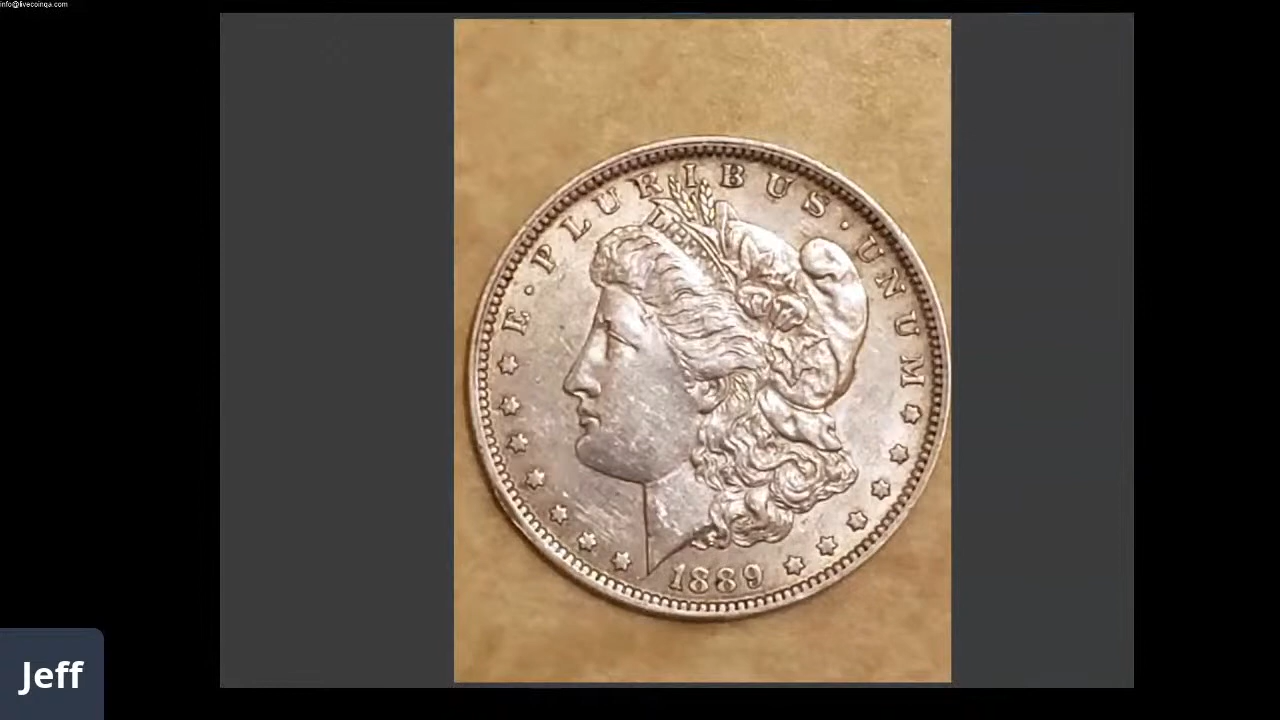 info@livecoinqa.com
E · PLURIBUS · UNUM
LIBERTY
1889
Jeff